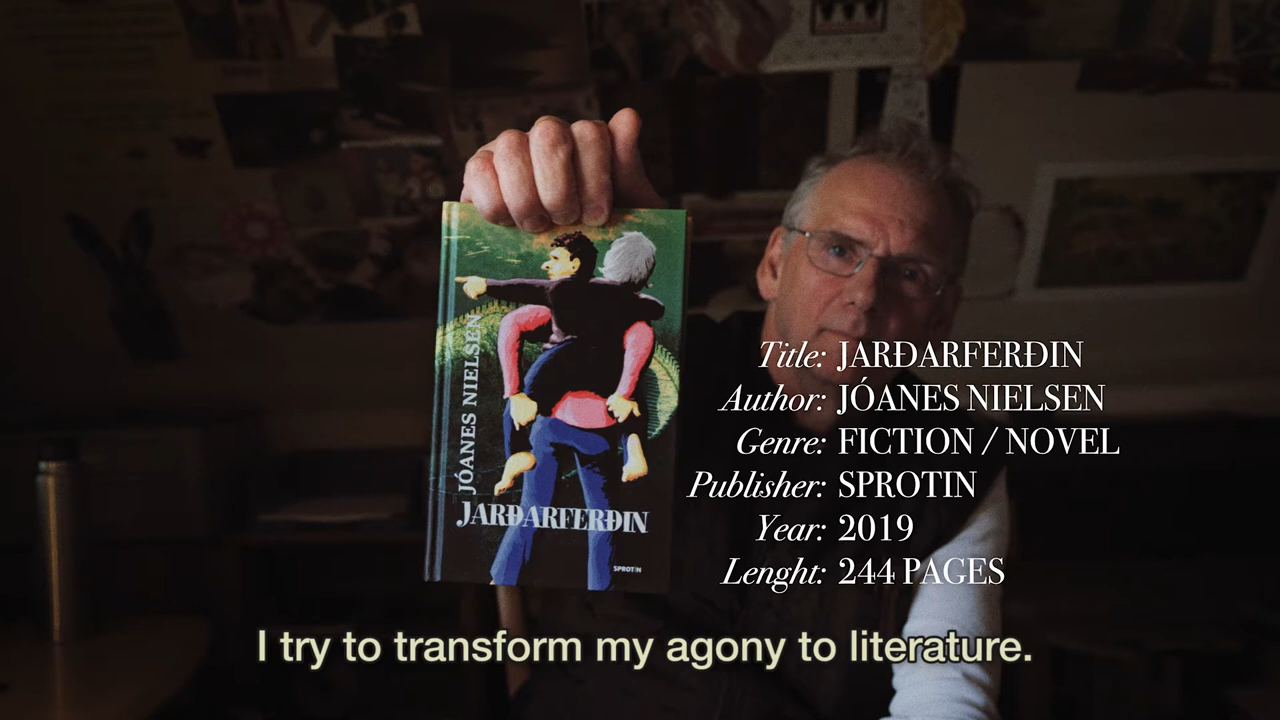 JÓANES NIELSEN
JARÐARFERÐIN
SPROTIN
Title: JARÐARFERÐIN
Author: JÓANES NIELSEN
Genre: FICTION / NOVEL
Publisher: SPROTIN
Year: 2019
Lenght: 244 PAGES
I try to transform my agony to literature.